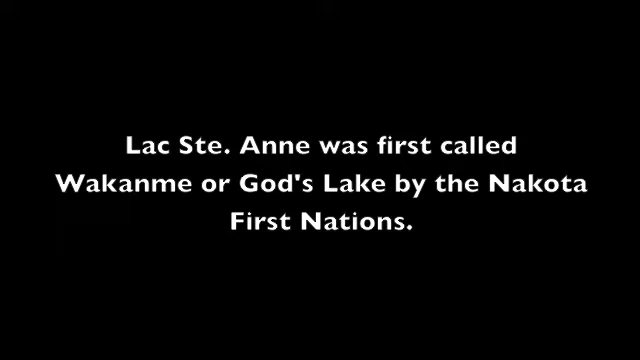 Lac Ste. Anne was first called
Wakanme or God's Lake by the Nakota
First Nations.